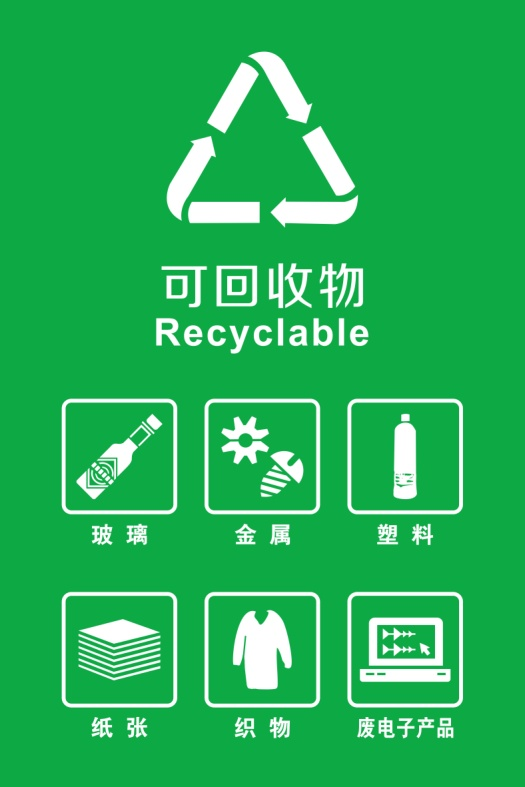 可回收物
Recyclable
玻璃
金属
塑料
纸张
织物
废电子产品